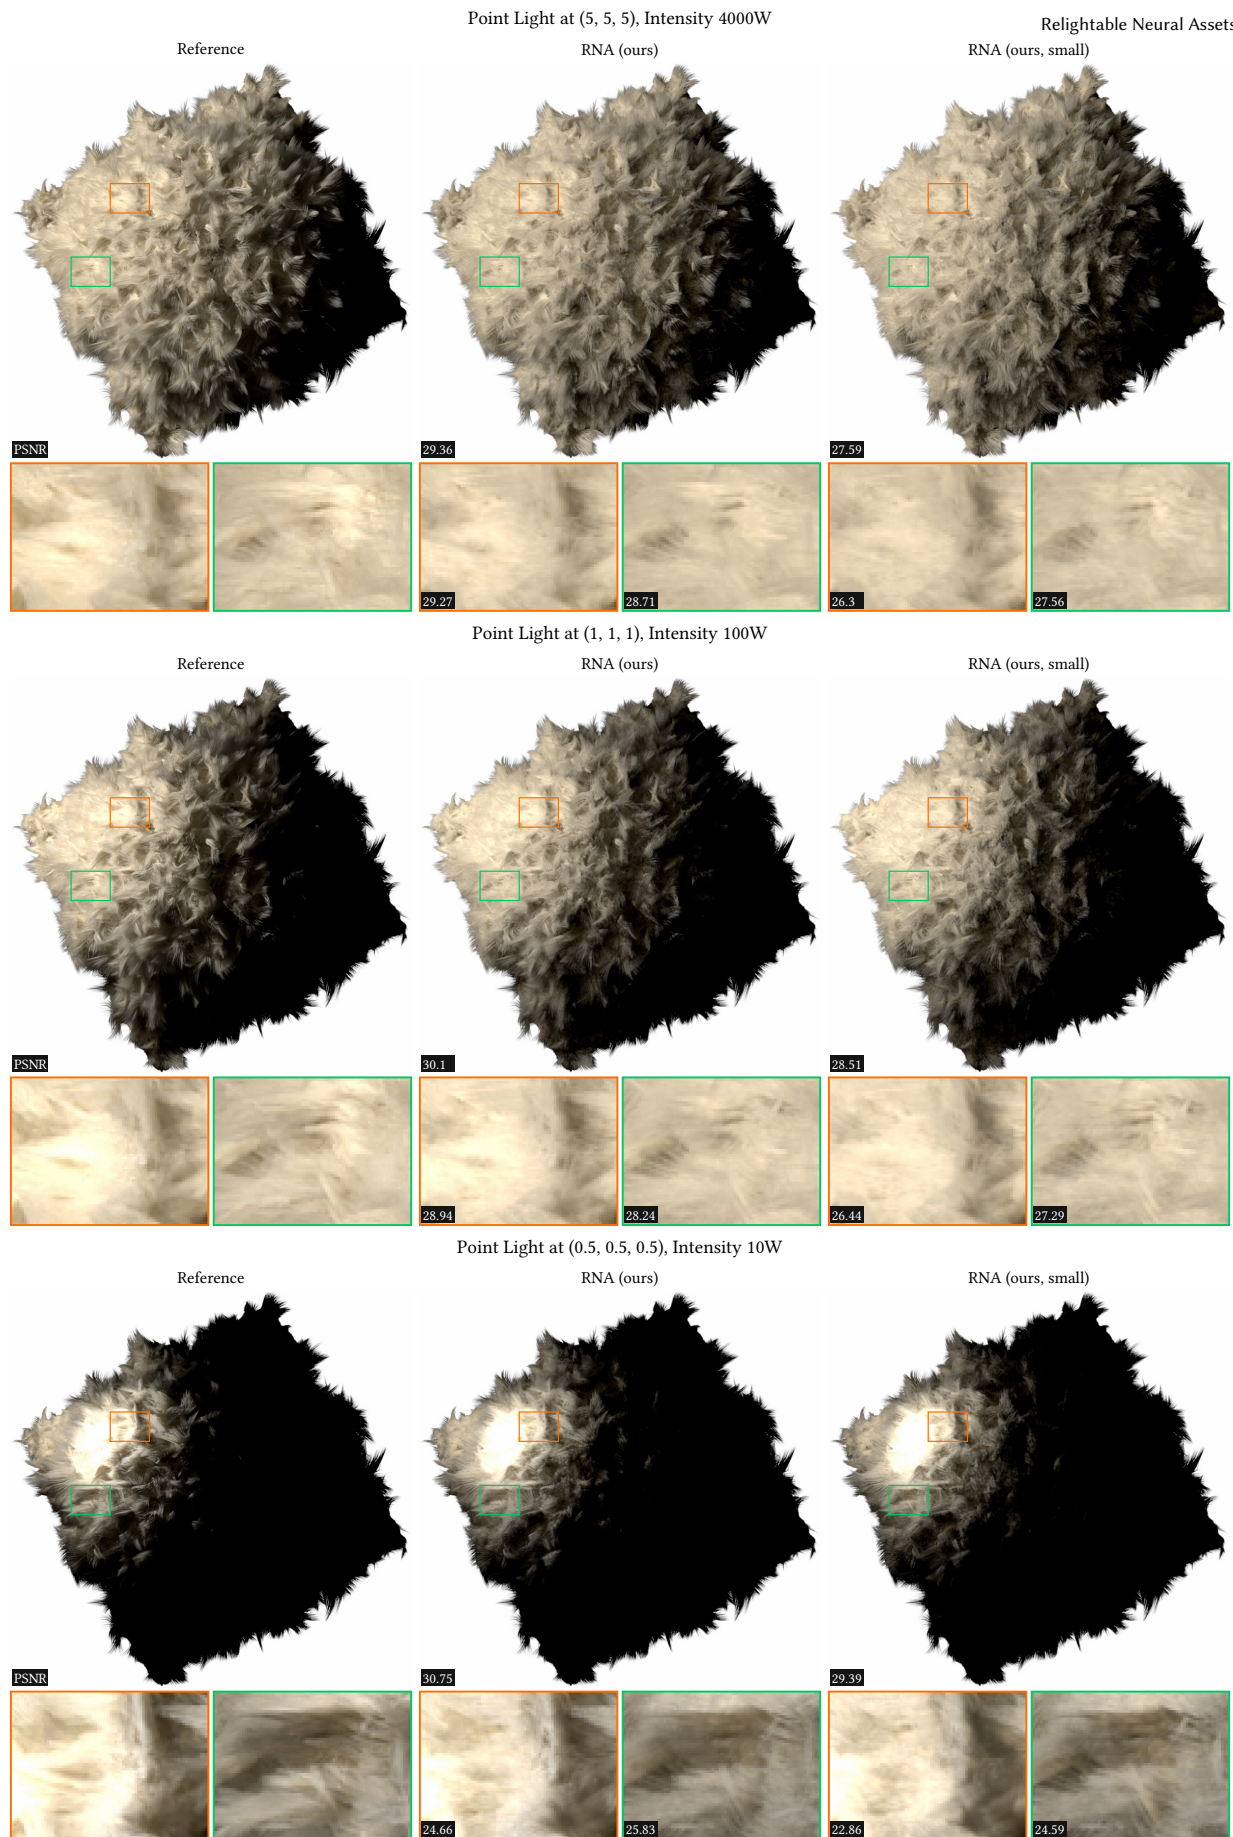 Point Light at (5, 5, 5), Intensity 4000W
Relightable Neural Assets
Reference
RNA (ours)
RNA (ours, small)
PSNR
29.36
27.59
29.27
28.71
26.3
27.56
Point Light at (1, 1, 1), Intensity 100W
Reference
RNA (ours)
RNA (ours, small)
PSNR
30.1
28.51
28.94
28.24
26.44
27.29
Point Light at (0.5, 0.5, 0.5), Intensity 10W
Reference
RNA (ours)
RNA (ours, small)
PSNR
30.75
29.39
24.66
25.83
22.86
24.59